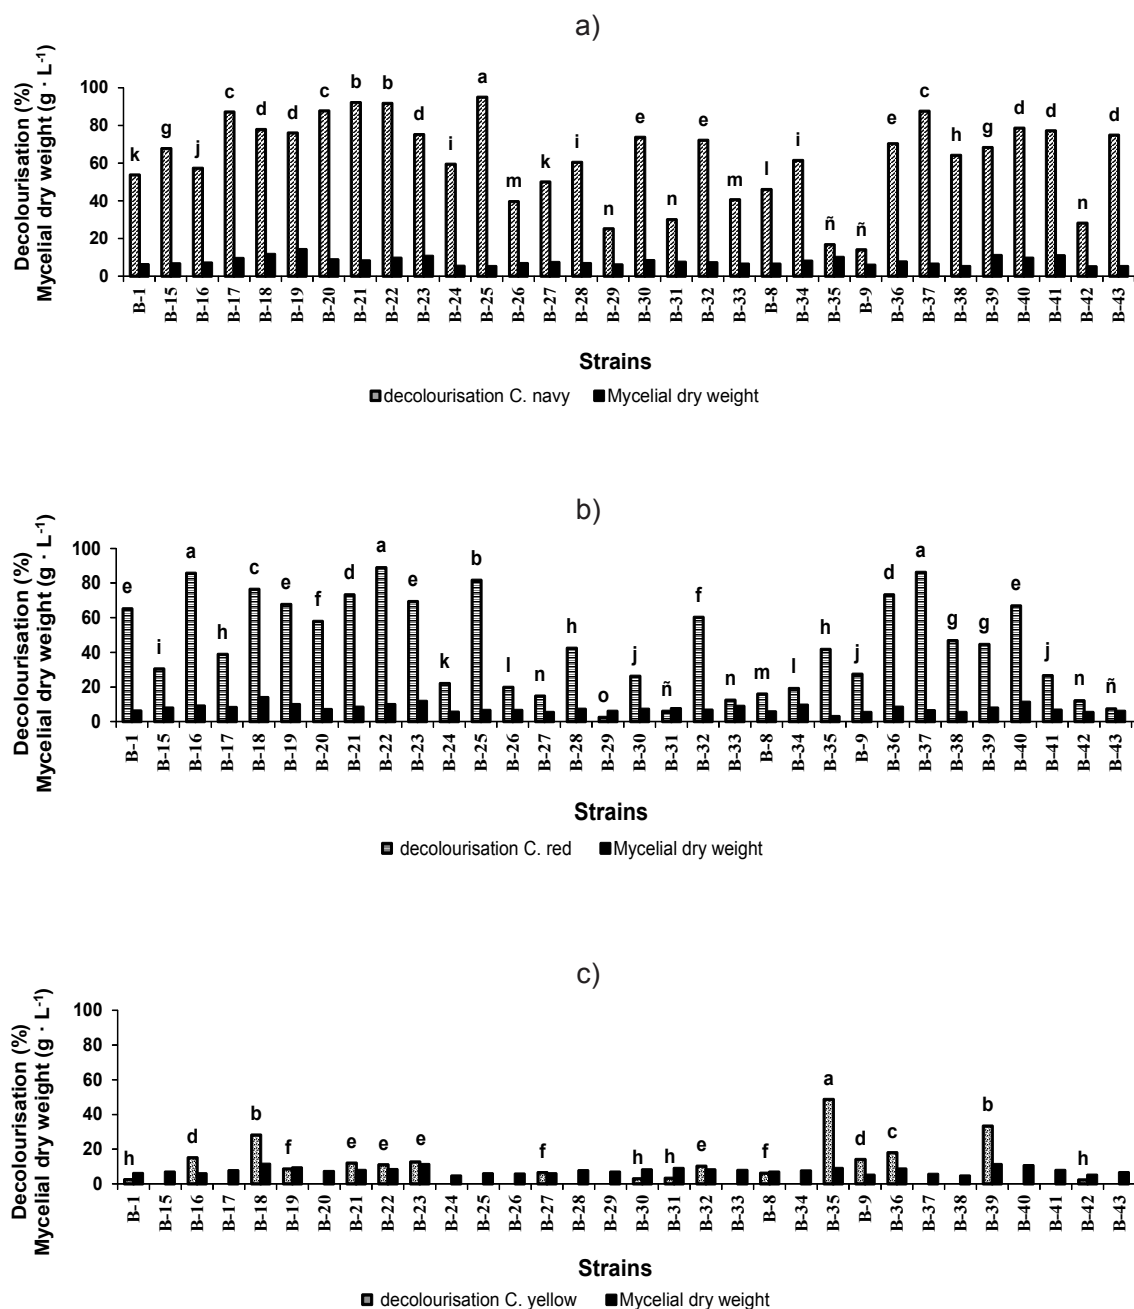 a)
Decolourisation (%)
Mycelial dry weight (g · L-1)
100
80
60
40
20
0
k g j c d d c b b d i a m k i n e n e m l i ñ ñ e c h g d d n d
B-1 B-15 B-16 B-17 B-18 B-19 B-20 B-21 B-22 B-23 B-24 B-25 B-26 B-27 B-28 B-29 B-30 B-31 B-32 B-33 B-8 B-34 B-35 B-9 B-36 B-37 B-38 B-39 B-40 B-41 B-42 B-43
Strains
decolourisation C. navy Mycelial dry weight
b)
Decolourisation (%)
Mycelial dry weight (g · L-1)
100
80
60
40
20
0
e i a h c e f d a e k b l n h o j ñ f n m l h j d a g g e j n ñ
B-1 B-15 B-16 B-17 B-18 B-19 B-20 B-21 B-22 B-23 B-24 B-25 B-26 B-27 B-28 B-29 B-30 B-31 B-32 B-33 B-8 B-34 B-35 B-9 B-36 B-37 B-38 B-39 B-40 B-41 B-42 B-43
Strains
decolourisation C. red Mycelial dry weight
c)
Decolourisation (%)
Mycelial dry weight (g · L-1)
100
80
60
40
20
0
h d b f e e e f h h e f a d c b h
B-1 B-15 B-16 B-17 B-18 B-19 B-20 B-21 B-22 B-23 B-24 B-25 B-26 B-27 B-28 B-29 B-30 B-31 B-32 B-33 B-8 B-34 B-35 B-9 B-36 B-37 B-38 B-39 B-40 B-41 B-42 B-43
Strains
decolourisation C. yellow Mycelial dry weight